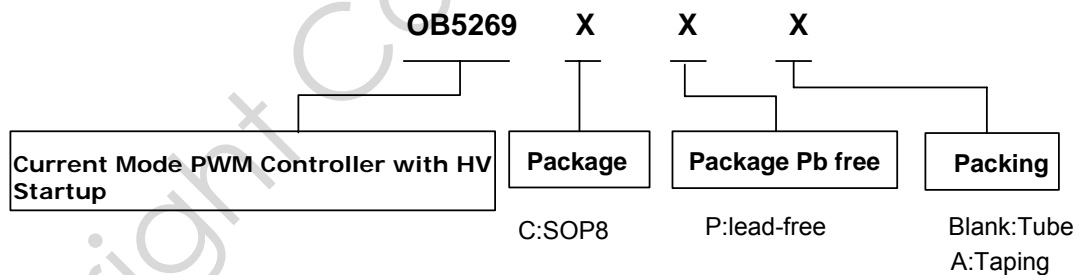 OB5269 X X X
Current Mode PWM Controller with HV
Startup
Package
Package Pb free
Packing
C:SOP8
P:lead-free
Blank:Tube
A:Taping